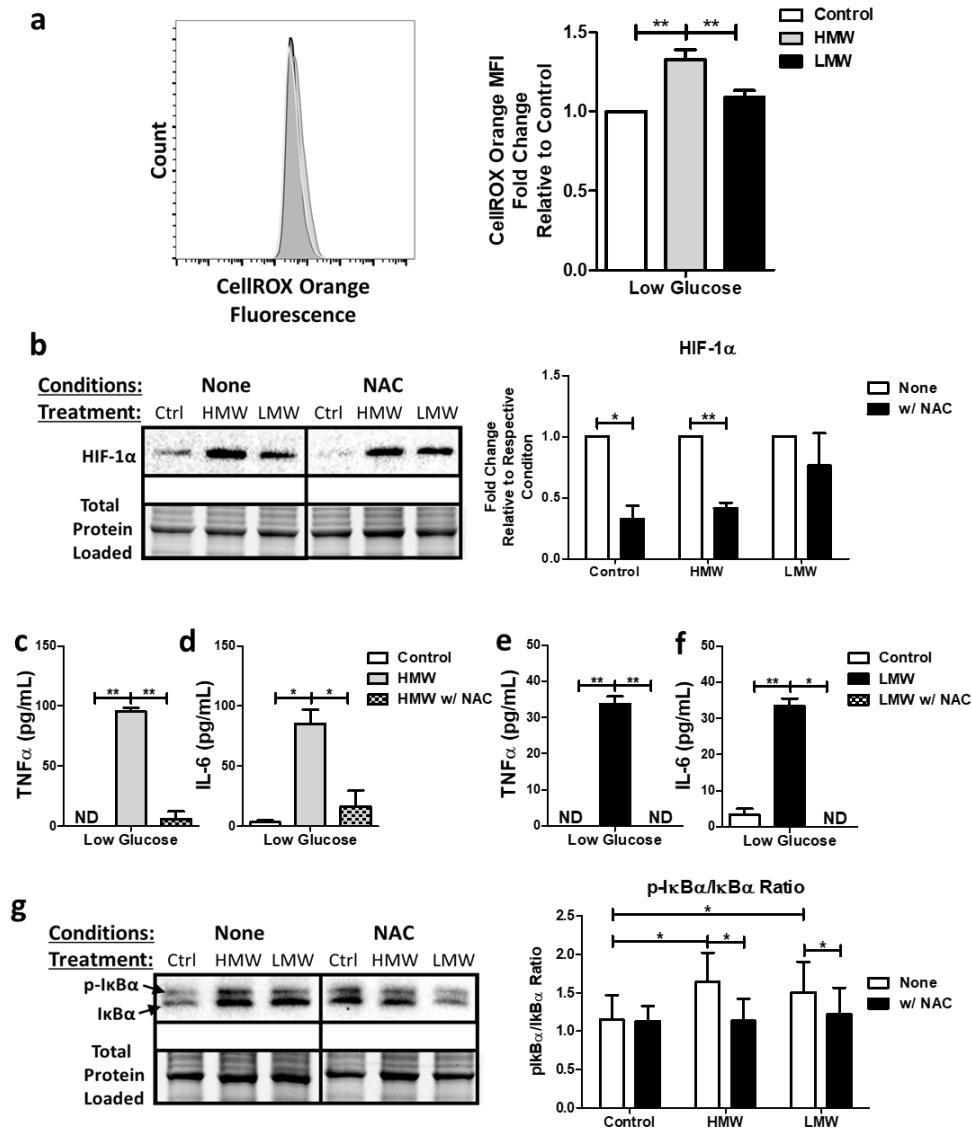 a
Count
CellROX Orange
Fluorescence
CellROX Orange MFI
Fold Change
Relative to Control
1.5
1.0
0.5
0.0
** **
Low Glucose
Control
HMW
LMW
b
Conditions: None NAC
Treatment: Ctrl HMW LMW Ctrl HMW LMW
HIF-1α
Total
Protein
Loaded
HIF-1α
Fold Change
Relative to Respective
Conditon
1.5
1.0
0.5
0.0
* **
Control HMW LMW
None
w/ NAC
c
TNFα (pg/mL)
150
100
50
0
** **
ND
Low Glucose
d
IL-6 (pg/mL)
150
100
50
0
* *
Low Glucose
Control
HMW
HMW w/ NAC
e
TNFα (pg/mL)
40
30
20
10
0
** **
ND ND
Low Glucose
f
IL-6 (pg/mL)
40
30
20
10
0
** *
ND
Low Glucose
Control
LMW
LMW w/ NAC
g
Conditions: None NAC
Treatment: Ctrl HMW LMW Ctrl HMW LMW
p-IκBα
IκBα
Total
Protein
Loaded
p-IκBα/IκBα Ratio
pIκBα/IκBα Ratio
2.5
2.0
1.5
1.0
0.5
0.0
*
* * *
Control HMW LMW
None
w/ NAC